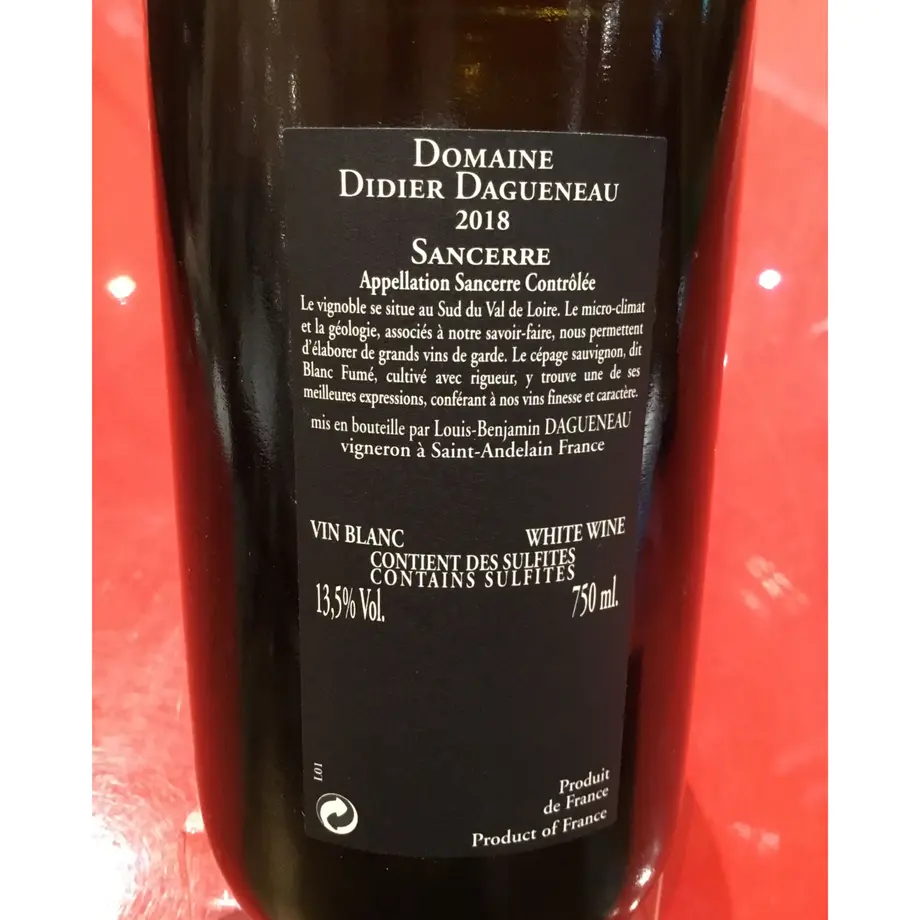 DOMAINE
DIDIER DAGUENEAU
2018
SANCERRE
Appellation Sancerre Contrôlée
Le vignoble se situe au Sud du Val de Loire. Le micro-climat
et la géologie, associés à notre savoir-faire, nous permettent
d'élaborer de grands vins de garde. Le cépage sauvignon, dit
Blanc Fumé, cultivé avec rigueur, y trouve une de ses
meilleures expressions, conférant à nos vins finesse et caractère.
mis en bouteille par Louis-Benjamin DAGUENEAU
vigneron à Saint-Andelain France
VIN BLANC WHITE WINE
CONTIENT DES SULFITES
CONTAINS SULFITES
13,5% Vol. 750 ml.
L01
Produit
de France
Product of France